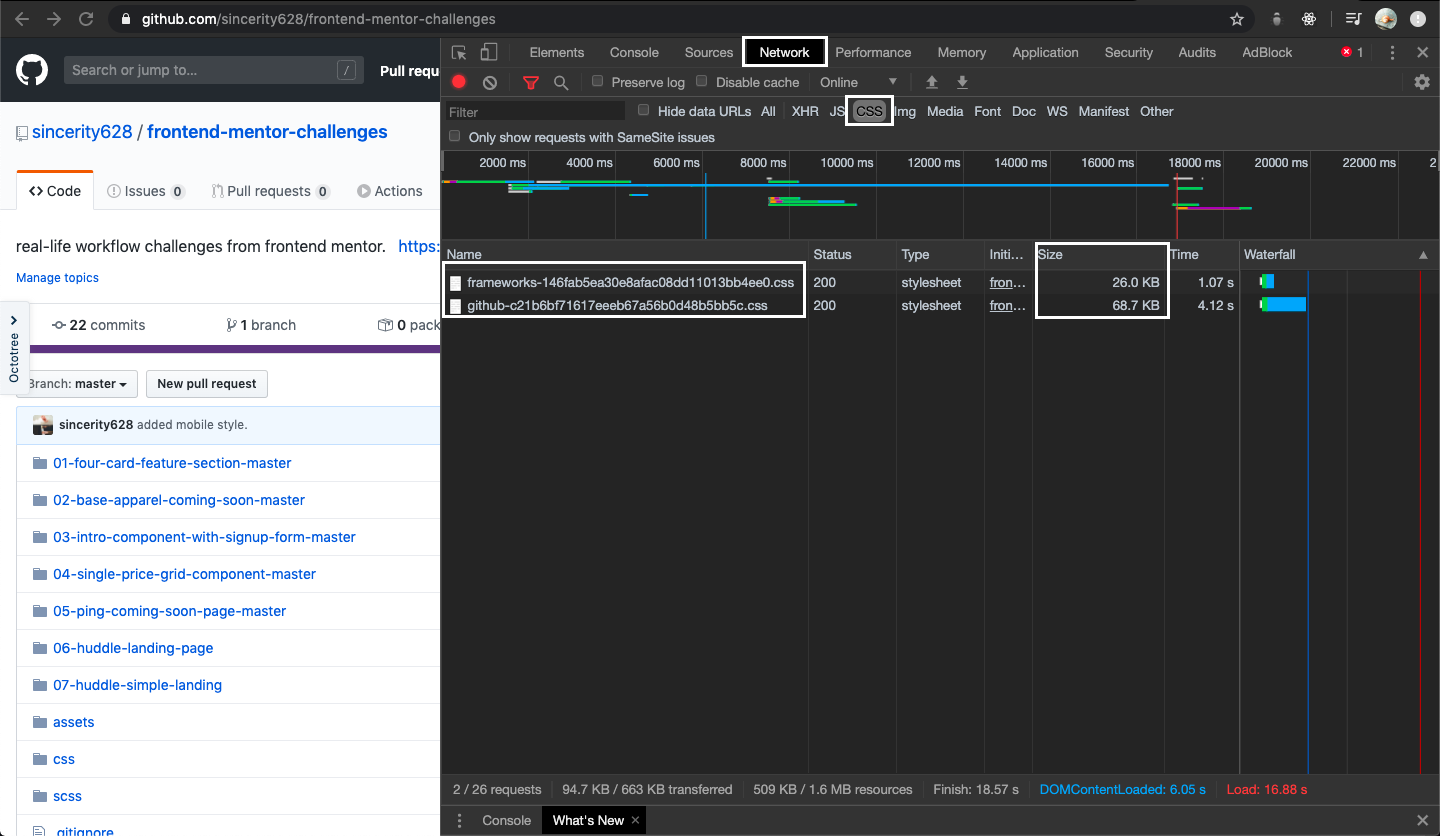 github.com/sincerity628/frontend-mentor-challenges
Search or jump to... /
Pull requ
sincerity628 / frontend-mentor-challenges
Code
Issues 0
Pull requests 0
Actions
real-life workflow challenges from frontend mentor. https:
Manage topics
22 commits
1 branch
0 pack
Octotree
Branch: master
New pull request
sincerity628 added mobile style.
01-four-card-feature-section-master
02-base-apparel-coming-soon-master
03-intro-component-with-signup-form-master
04-single-price-grid-component-master
05-ping-coming-soon-page-master
06-huddle-landing-page
07-huddle-simple-landing
assets
css
scss
.gitignore
Elements Console Sources Network Performance Memory Application Security Audits AdBlock 1
Preserve log Disable cache Online
Filter Hide data URLs All XHR JS CSS Img Media Font Doc WS Manifest Other
Only show requests with SameSite issues
2000 ms 4000 ms 6000 ms 8000 ms 10000 ms 12000 ms 14000 ms 16000 ms 18000 ms 20000 ms 22000 ms 2
Name Status Type Initi... Size Time Waterfall
frameworks-146fab5ea30e8afac08dd11013bb4ee0.css 200 stylesheet fron... 26.0 KB 1.07 s
github-c21b6bf71617eeeb67a56b0d48b5bb5c.css 200 stylesheet fron... 68.7 KB 4.12 s
2 / 26 requests 94.7 KB / 663 KB transferred 509 KB / 1.6 MB resources Finish: 18.57 s DOMContentLoaded: 6.05 s Load: 16.88 s
Console What's New